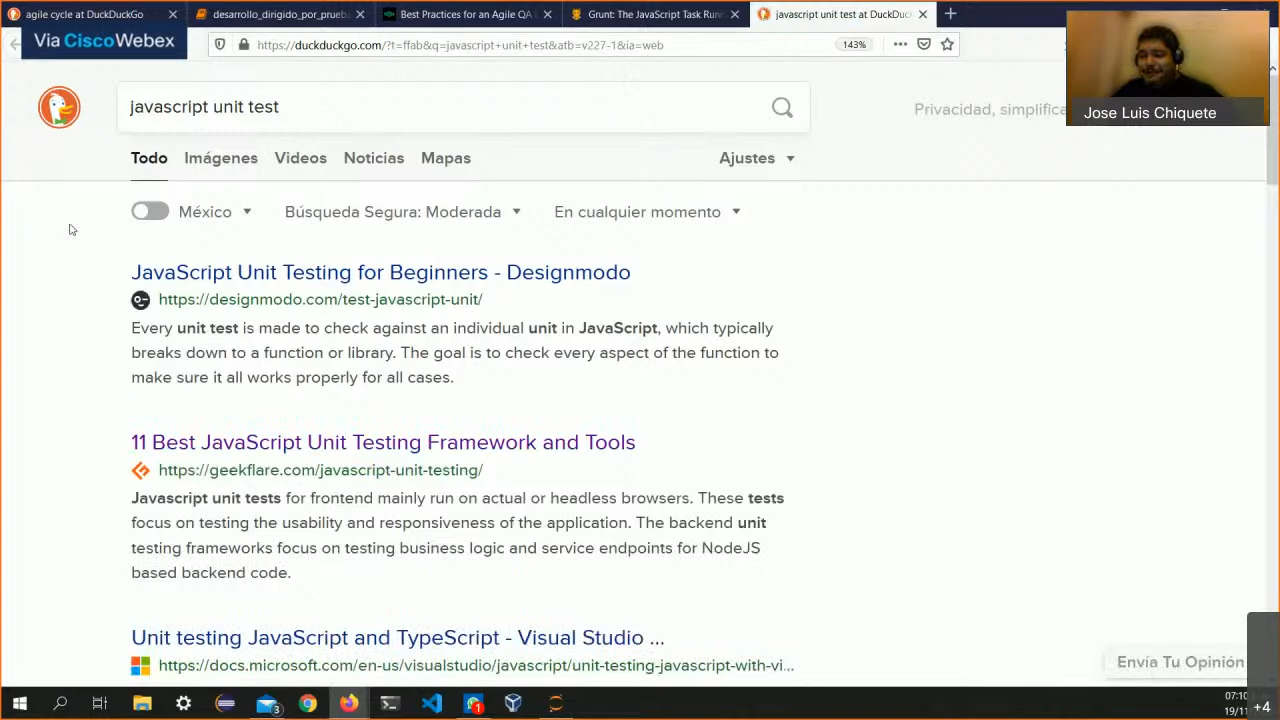 agile cycle at DuckDuckGo
desarrollo_dirigido_por_prueb
Best Practices for an Agile QA
Grunt: The JavaScript Task Run
javascript unit test at DuckDu
Via CiscoWebex
https://duckduckgo.com/?t=ffab&q=javascript+unit+test&atb=v227-1&ia=web
143%
Jose Luis Chiquete
javascript unit test
Privacidad, simplifica
Todo Imágenes Videos Noticias Mapas Ajustes
México Búsqueda Segura: Moderada En cualquier momento
JavaScript Unit Testing for Beginners - Designmodo
https://designmodo.com/test-javascript-unit/
Every unit test is made to check against an individual unit in JavaScript, which typically
breaks down to a function or library. The goal is to check every aspect of the function to
make sure it all works properly for all cases.
11 Best JavaScript Unit Testing Framework and Tools
https://geekflare.com/javascript-unit-testing/
Javascript unit tests for frontend mainly run on actual or headless browsers. These tests
focus on testing the usability and responsiveness of the application. The backend unit
testing frameworks focus on testing business logic and service endpoints for NodeJS
based backend code.
Unit testing JavaScript and TypeScript - Visual Studio ...
https://docs.microsoft.com/en-us/visualstudio/javascript/unit-testing-javascript-with-vi...
Envía Tu Opinión
3
1
07:10
19/11
+4